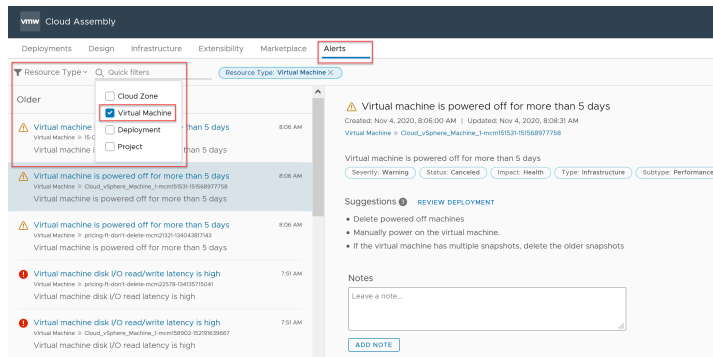 vmw Cloud Assembly
Deployments Design Infrastructure Extensibility Marketplace Alerts
Resource Type Quick filters Resource Type: Virtual Machine ×
Cloud Zone
Virtual Machine
Deployment
Project
Older
Virtual machine than 5 days 8:06 AM
Virtual Machine »
Virtual machine i than 5 days
Virtual machine is powered off for more than 5 days 8:06 AM
Virtual Machine » Cloud_vSphere_Machine_1-mcm151531-151568977758
Virtual machine is powered off for more than 5 days
Virtual machine is powered off for more than 5 days 8:06 AM
Virtual Machine » pricing-ft-don't-delete-mcm21321-134043817143
Virtual machine is powered off for more than 5 days
Virtual machine disk I/O read/write latency is high 7:51 AM
Virtual Machine » pricing-ft-don't-delete-mcm22578-134135715041
Virtual machine disk I/O read latency is high
Virtual machine disk I/O read/write latency is high 7:51 AM
Virtual Machine » Cloud_vSphere_Machine_1-mcm158902-152191639667
Virtual machine disk I/O read latency is high
Virtual machine is powered off for more than 5 days
Created: Nov 4, 2020, 8:06:00 AM | Updated: Nov 4, 2020, 8:08:31 AM
Virtual Machine » Cloud_vSphere_Machine_1-mcm151531-151568977758
Virtual machine is powered off for more than 5 days
Severity: Warning Status: Canceled Impact: Health Type: Infrastructure Subtype: Performance
Suggestions 3 REVIEW DEPLOYMENT
• Delete powered off machines
• Manually power on the virtual machine.
• If the virtual machine has multiple snapshots, delete the older snapshots
Notes
Leave a note...
ADD NOTE